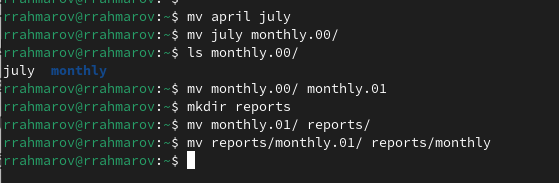 rrahmarov@rrahmarov:~$ mv april july
rrahmarov@rrahmarov:~$ mv july monthly.00/
rrahmarov@rrahmarov:~$ ls monthly.00/
july monthly
rrahmarov@rrahmarov:~$ mv monthly.00/ monthly.01
rrahmarov@rrahmarov:~$ mkdir reports
rrahmarov@rrahmarov:~$ mv monthly.01/ reports/
rrahmarov@rrahmarov:~$ mv reports/monthly.01/ reports/monthly
rrahmarov@rrahmarov:~$